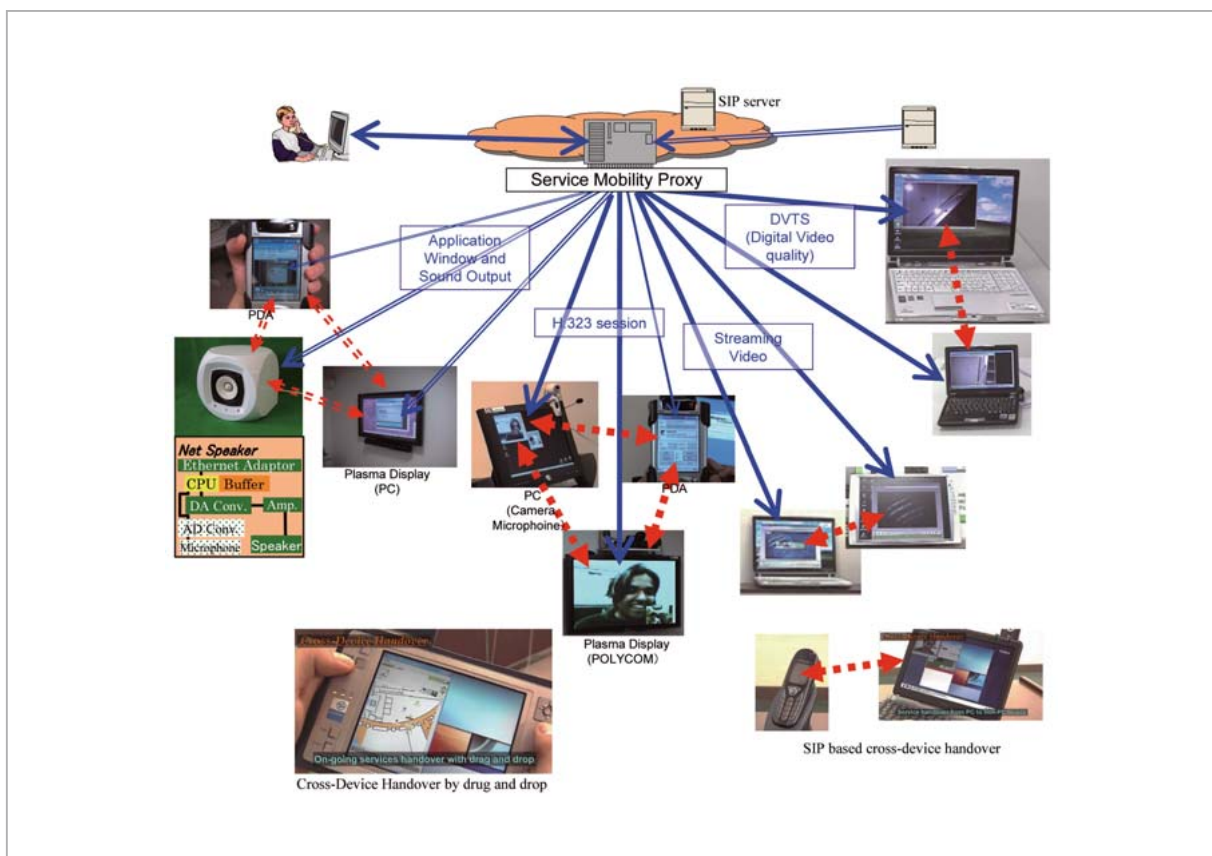 SIP server
Service Mobility Proxy
DVTS
(Digital Video
quality)
Application
Window and
Sound Output
PDA
H.323 session
Streaming
Video
Net Speaker
Ethernet Adaptor
CPU Buffer
DA Conv. Amp.
AD Conv.
Microphone Speaker
Plasma Display
(PC)
PC
(Camera
Microphoine)
PDA
Plasma Display
(POLYCOM)
Cross-Device Handover
On-going services handover with drag and drop
Cross-Device Handover by drug and drop
SIP based cross-device handover